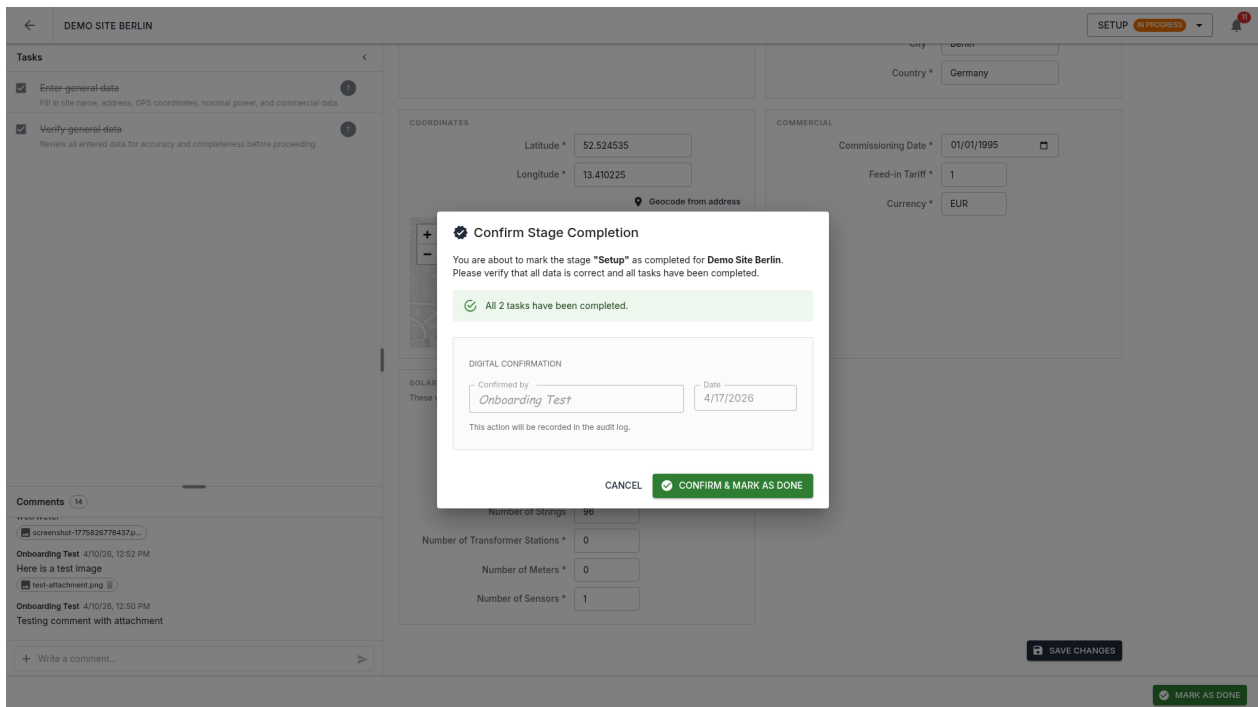 DEMO SITE BERLIN
SETUP IN PROGRESS
11
Tasks
Enter general data
?
Fill in site name, address, GPS coordinates, nominal power, and commercial data.
Verify general data
?
Review all entered data for accuracy and completeness before proceeding.
Comments 14
screenshot-1775826778437.p...
Onboarding Test 4/10/26, 12:52 PM
Here is a test image
test-attachment.png
Onboarding Test 4/10/26, 12:50 PM
Testing comment with attachment
+ Write a comment...
City Berlin
Country * Germany
COORDINATES
Latitude * 52.524535
Longitude * 13.410225
Geocode from address
+
−
COMMERCIAL
Commissioning Date * 01/01/1995
Feed-in Tariff * 1
Currency * EUR
SOLAR
These
Confirm Stage Completion
You are about to mark the stage "Setup" as completed for Demo Site Berlin.
Please verify that all data is correct and all tasks have been completed.
All 2 tasks have been completed.
DIGITAL CONFIRMATION
Confirmed by
Onboarding Test
Date
4/17/2026
This action will be recorded in the audit log.
CANCEL
CONFIRM & MARK AS DONE
Number of Strings 96
Number of Transformer Stations * 0
Number of Meters * 0
Number of Sensors * 1
SAVE CHANGES
MARK AS DONE